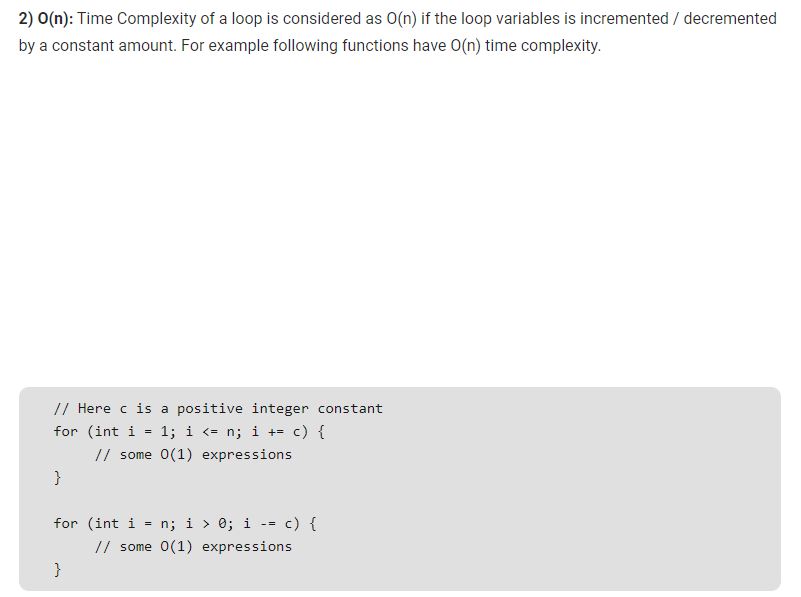 2) O(n): Time Complexity of a loop is considered as O(n) if the loop variables is incremented / decremented
by a constant amount. For example following functions have O(n) time complexity.
// Here c is a positive integer constant
for (int i = 1; i <= n; i += c) {
// some O(1) expressions
}
for (int i = n; i > 0; i -= c) {
// some O(1) expressions
}